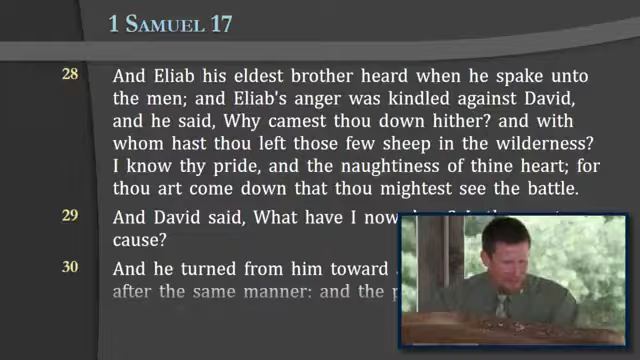 1 Samuel 17
28 And Eliab his eldest brother heard when he spake unto
the men; and Eliab's anger was kindled against David,
and he said, Why camest thou down hither? and with
whom hast thou left those few sheep in the wilderness?
I know thy pride, and the naughtiness of thine heart; for
thou art come down that thou mightest see the battle.
29 And David said, What have I now
cause?
30 And he turned from him toward
after the same manner: and the